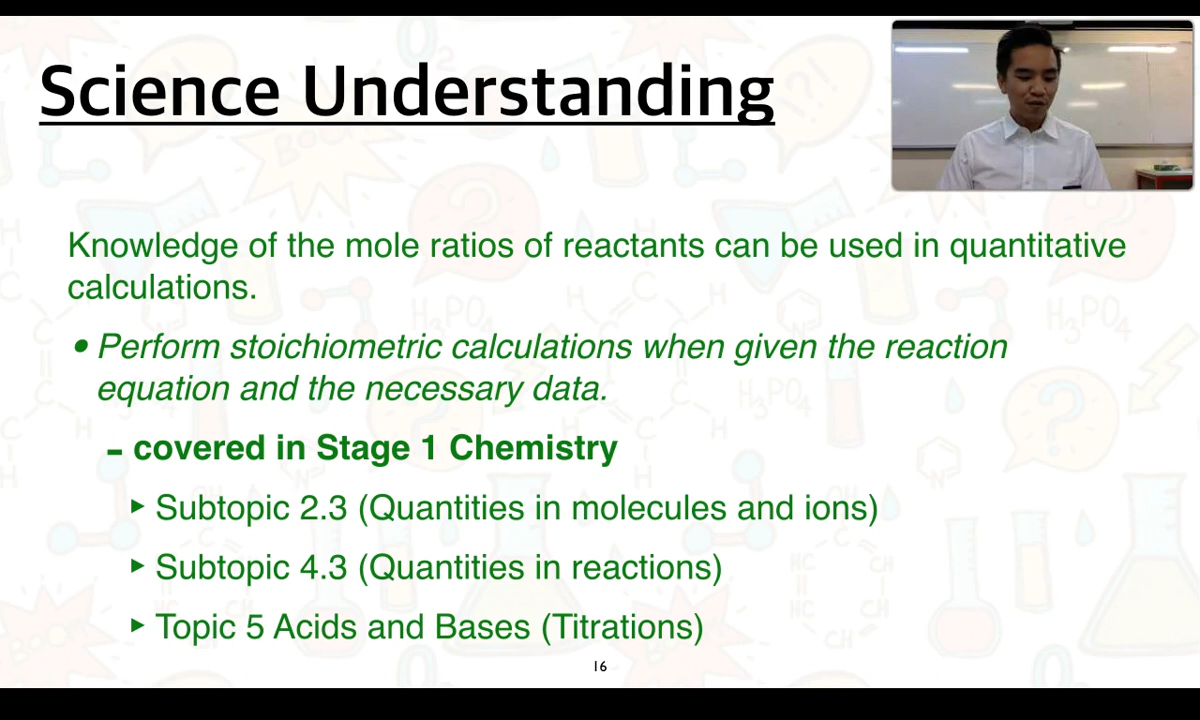 Science Understanding
Knowledge of the mole ratios of reactants can be used in quantitative
calculations.
• Perform stoichiometric calculations when given the reaction
equation and the necessary data.
- covered in Stage 1 Chemistry
‣ Subtopic 2.3 (Quantities in molecules and ions)
‣ Subtopic 4.3 (Quantities in reactions)
‣ Topic 5 Acids and Bases (Titrations)
16